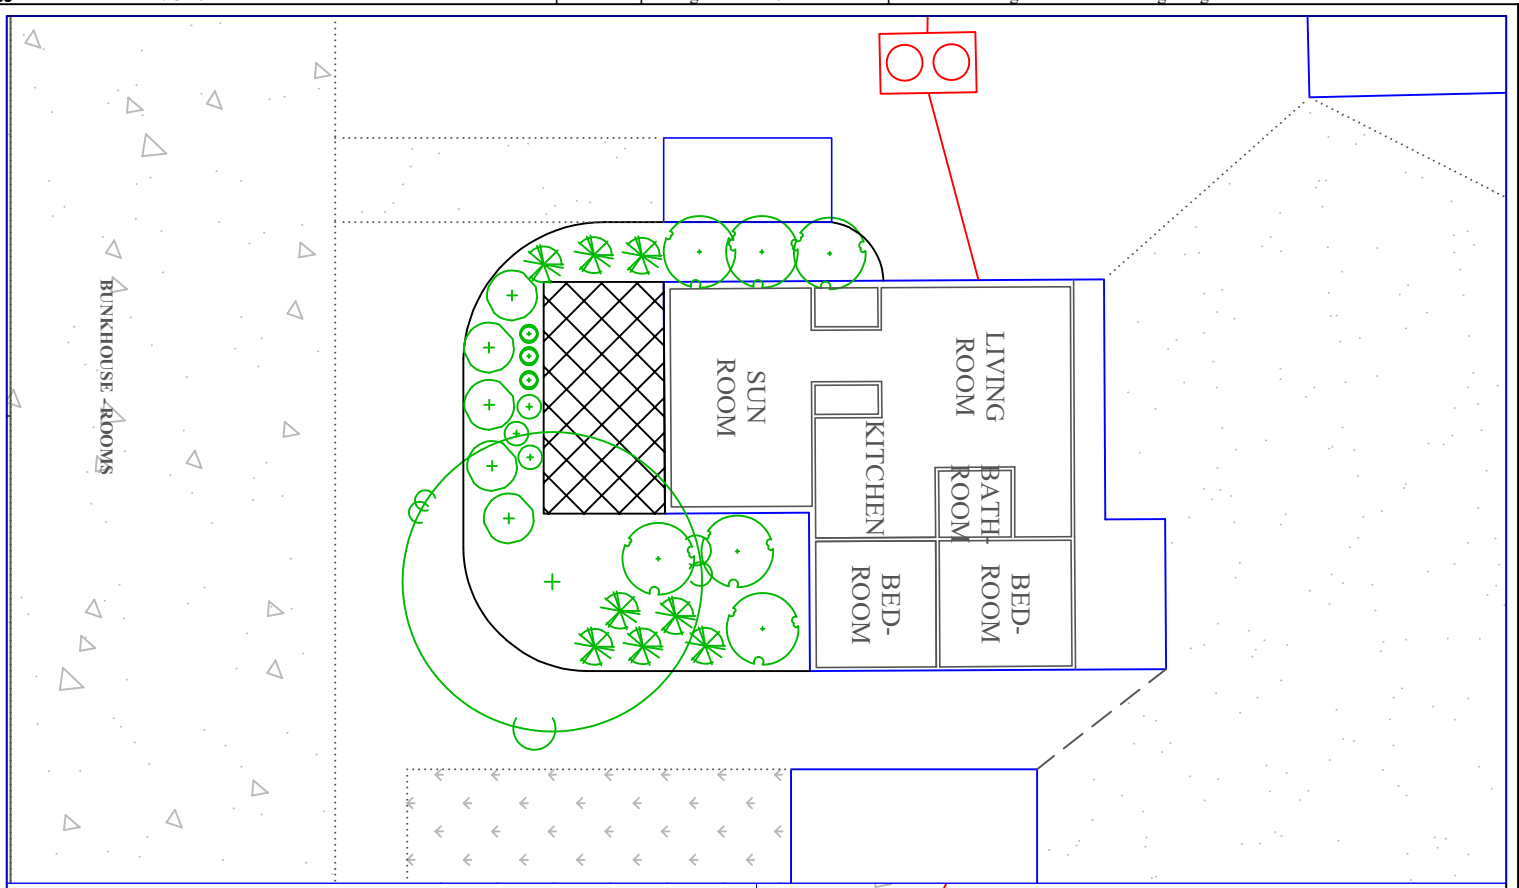 BUNKHOUSE -ROOMS
SUN
ROOM
LIVING
ROOM
KITCHEN
BATH-
ROOM
BED-
ROOM
BED-
ROOM